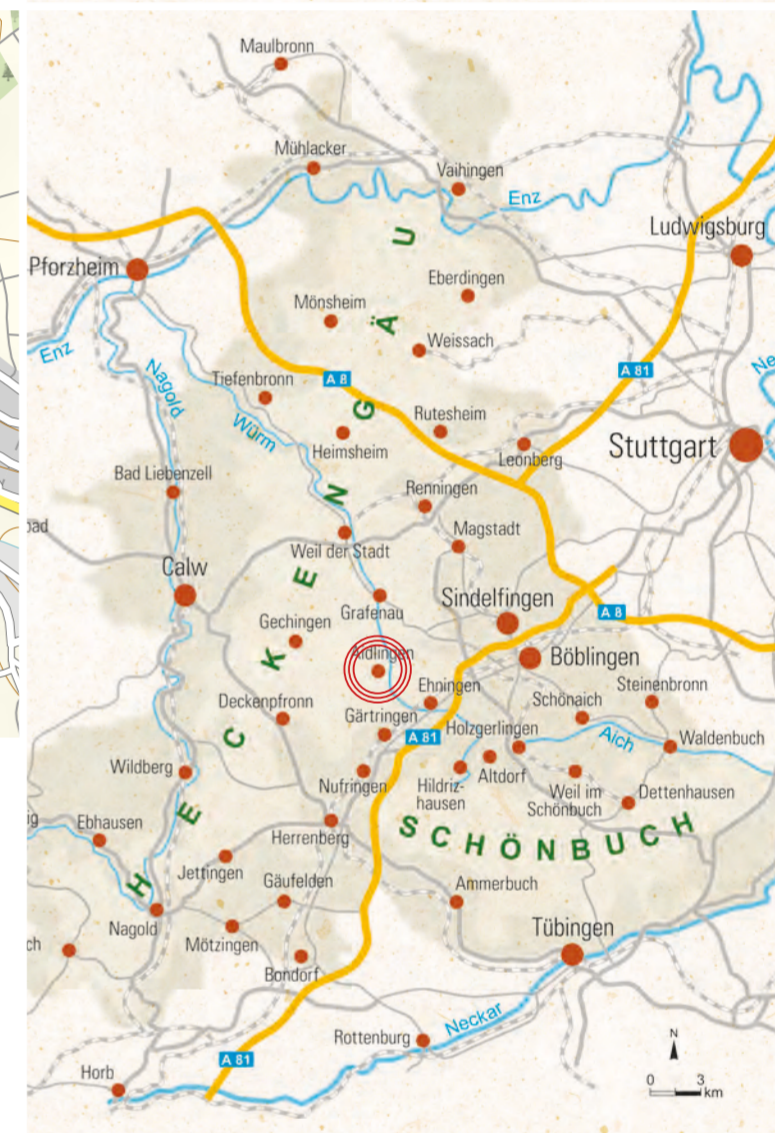 Maulbronn
Mühlacker
Vaihingen
Enz
Ludwigsburg
Pforzheim
Eberdingen
Mönsheim
Weissach
Enz
Nagold
Tiefenbronn
A 8
A 81
Würm
Rutesheim
Heimsheim
Leonberg
Stuttgart
Bad Liebenzell
Renningen
Magstadt
Weil der Stadt
Calw
Grafenau
Sindelfingen
A 8
Gechingen
Aidlingen
Böblingen
Ehningen
Steinenbronn
Schönaich
Deckenpfronn
Gärtringen
A 81
Holzgerlingen
Aich
Waldenbuch
Wildberg
Nufringen
Hildriz-
hausen
Altdorf
Weil im
Schönbuch
Dettenhausen
Ebhausen
Herrenberg
HECKENGÄU
SCHÖNBUCH
Jettingen
Gäufelden
Ammerbuch
Nagold
Mötzingen
Tübingen
Bondorf
Neckar
Rottenburg
A 81
Horb
N
0 3
km